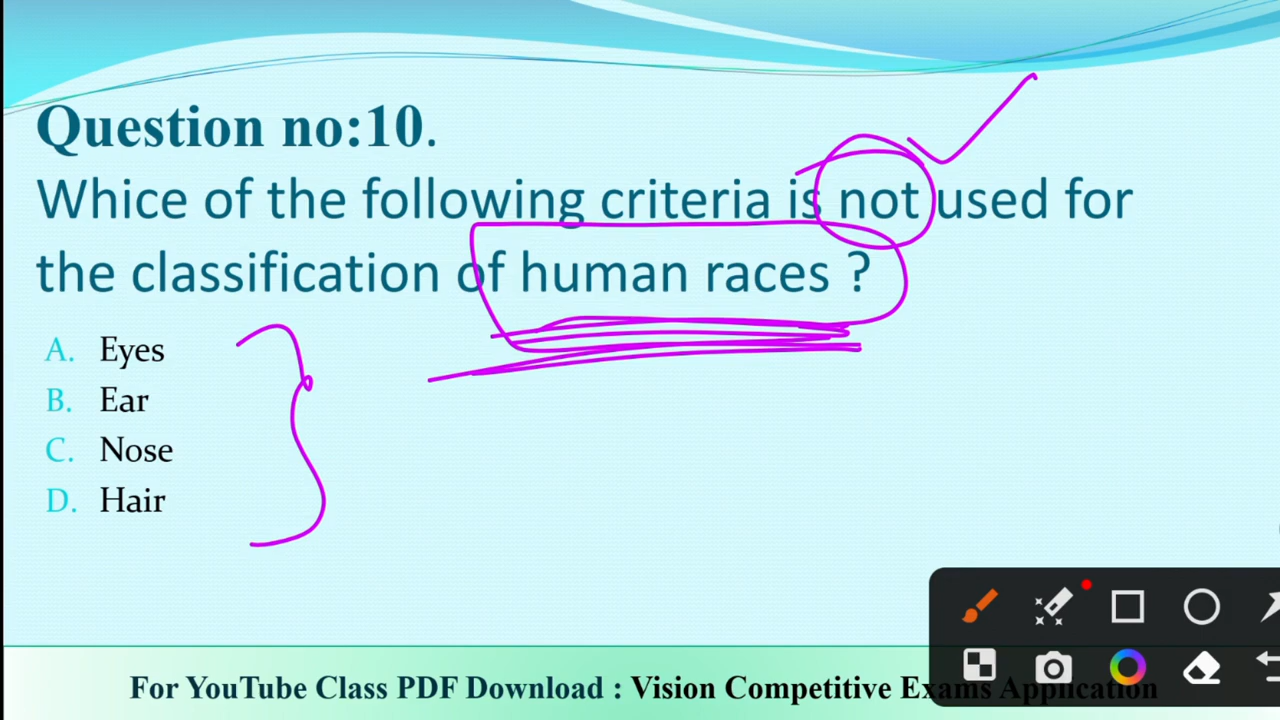 Question no:10.
Whice of the following criteria is not used for
the classification of human races ?
A. Eyes
B. Ear
C. Nose
D. Hair
For YouTube Class PDF Download : Vision Competitive Exams Application